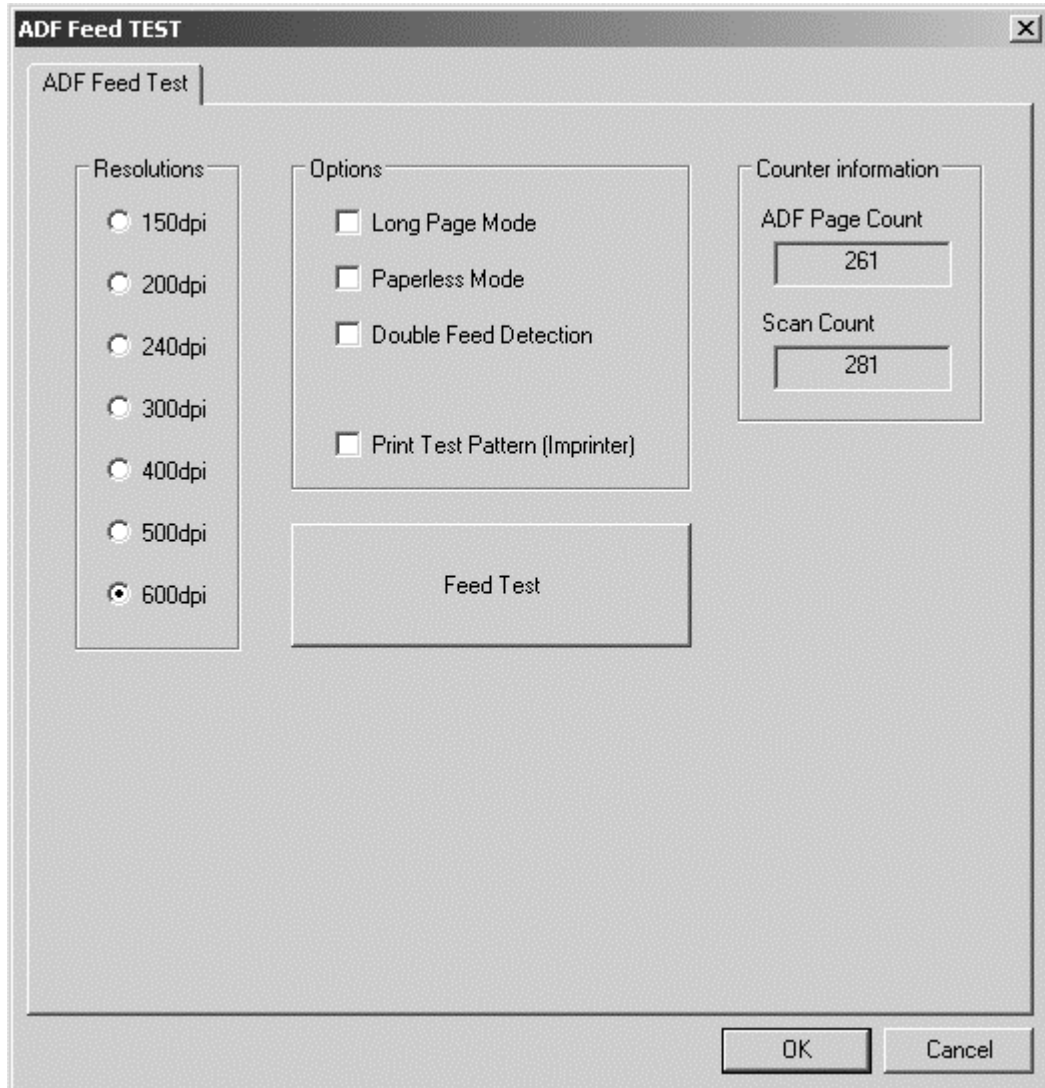 ADF Feed TEST
ADF Feed Test
Resolutions
150dpi
200dpi
240dpi
300dpi
400dpi
500dpi
600dpi
Options
Long Page Mode
Paperless Mode
Double Feed Detection
Print Test Pattern (Imprinter)
Feed Test
Counter information
ADF Page Count
261
Scan Count
281
OK
Cancel